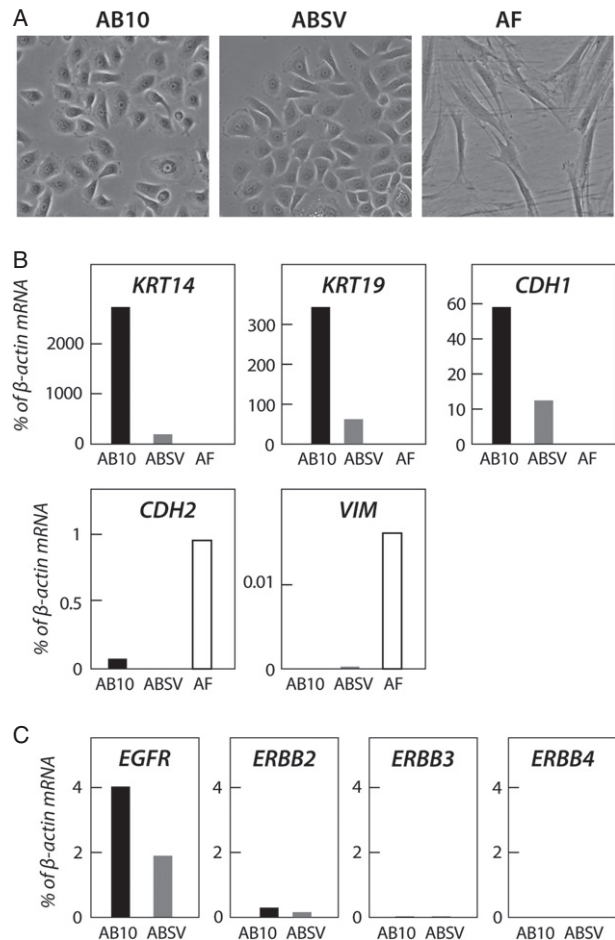 A
AB10 ABSV AF
B
KRT14 KRT19 CDH1
% of β-actin mRNA
2000
1000
0
300
200
100
0
60
40
20
10
0
AB10 ABSV AF
AB10 ABSV AF
AB10 ABSV AF
CDH2 VIM
% of β-actin mRNA
1
0.5
0
0.01
0
AB10 ABSV AF
AB10 ABSV AF
C
EGFR ERBB2 ERBB3 ERBB4
% of β-actin mRNA
4
2
0
4
2
0
4
2
0
4
2
0
AB10 ABSV
AB10 ABSV
AB10 ABSV
AB10 ABSV